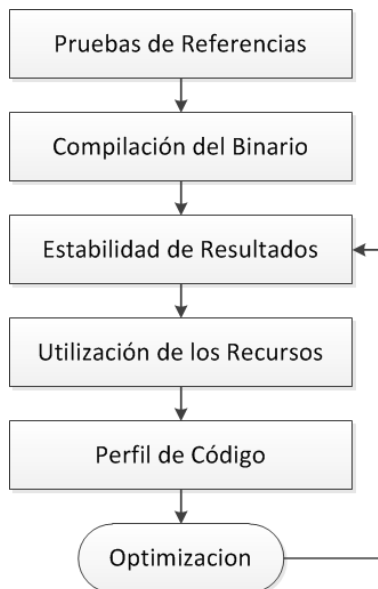 Pruebas de Referencias
Compilación del Binario
Estabilidad de Resultados
Utilización de los Recursos
Perfil de Código
Optimizacion